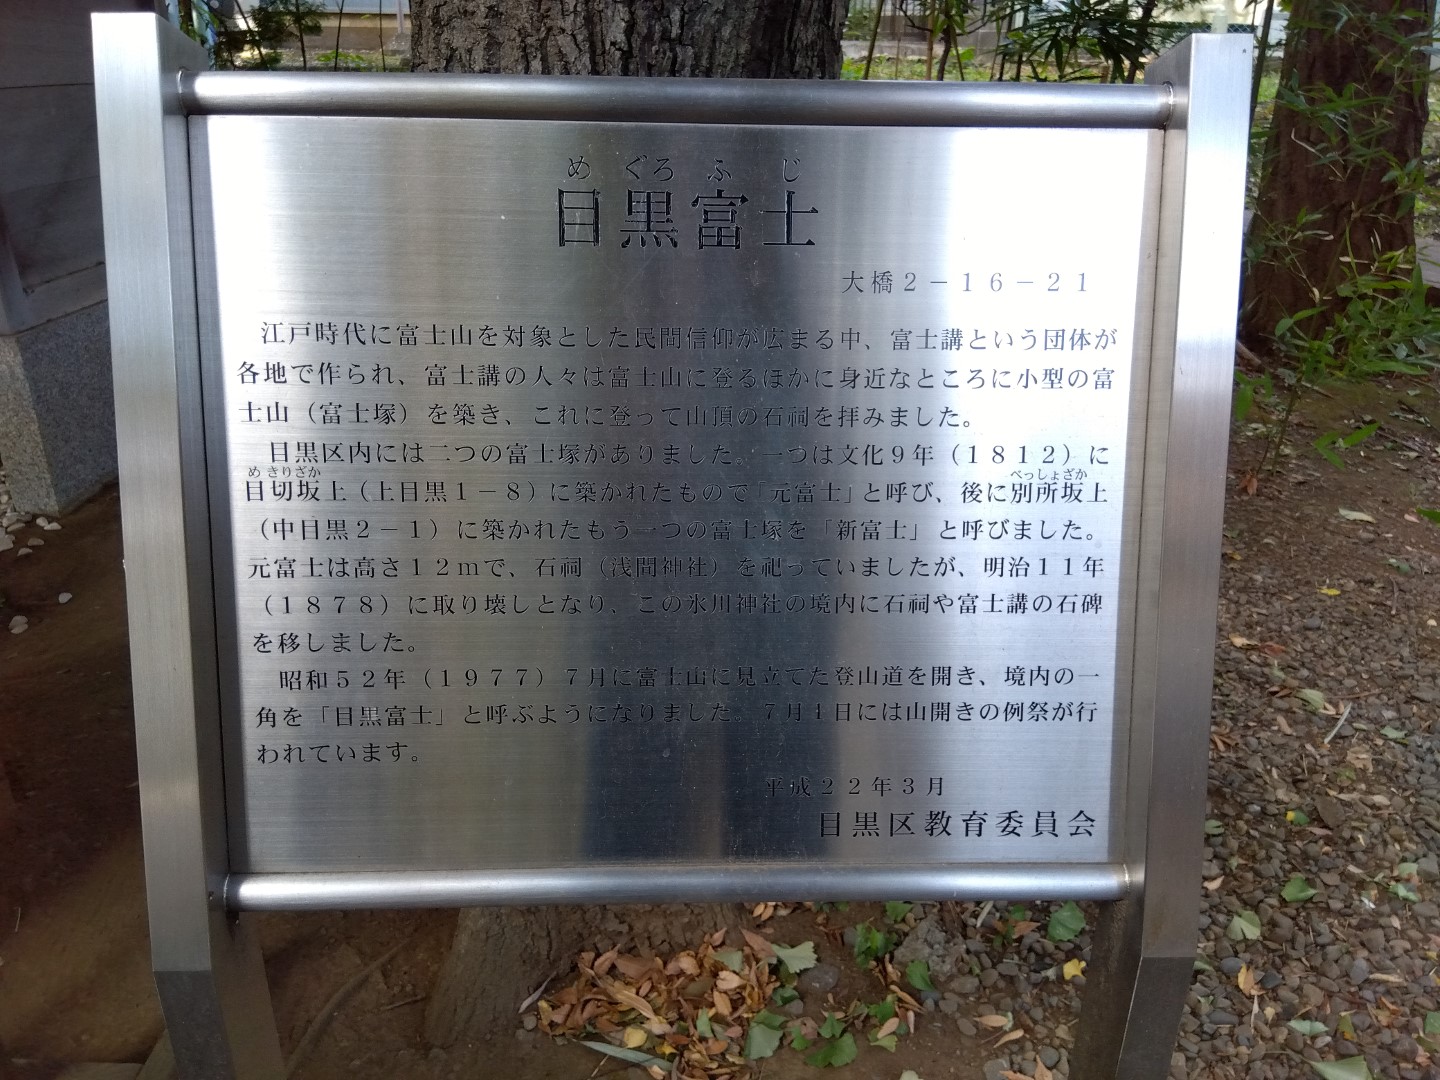 めぐろふじ
目黒富士
大橋２－１６－２１
江戸時代に富士山を対象とした民間信仰が広まる中、富士講という団体が
各地で作られ、富士講の人々は富士山に登るほかに身近なところに小型の富
士山（富士塚）を築き、これに登って山頂の石祠を拝みました。
目黒区内には二つの富士塚がありました。一つは文化９年（１８１２）に
めきりざか べっしょざか
目切坂上（上目黒１－８）に築かれたもので「元富士」と呼び、後に別所坂上
（中目黒２－１）に築かれたもう一つの富士塚を「新富士」と呼びました。
元富士は高さ１２ｍで、石祠（浅間神社）を祀っていましたが、明治１１年
（１８７８）に取り壊しとなり、この氷川神社の境内に石祠や富士講の石碑
を移しました。
昭和５２年（１９７７）７月に富士山に見立てた登山道を開き、境内の一
角を「目黒富士」と呼ぶようになりました。７月１日には山開きの例祭が行
われています。
平成２２年３月
目黒区教育委員会